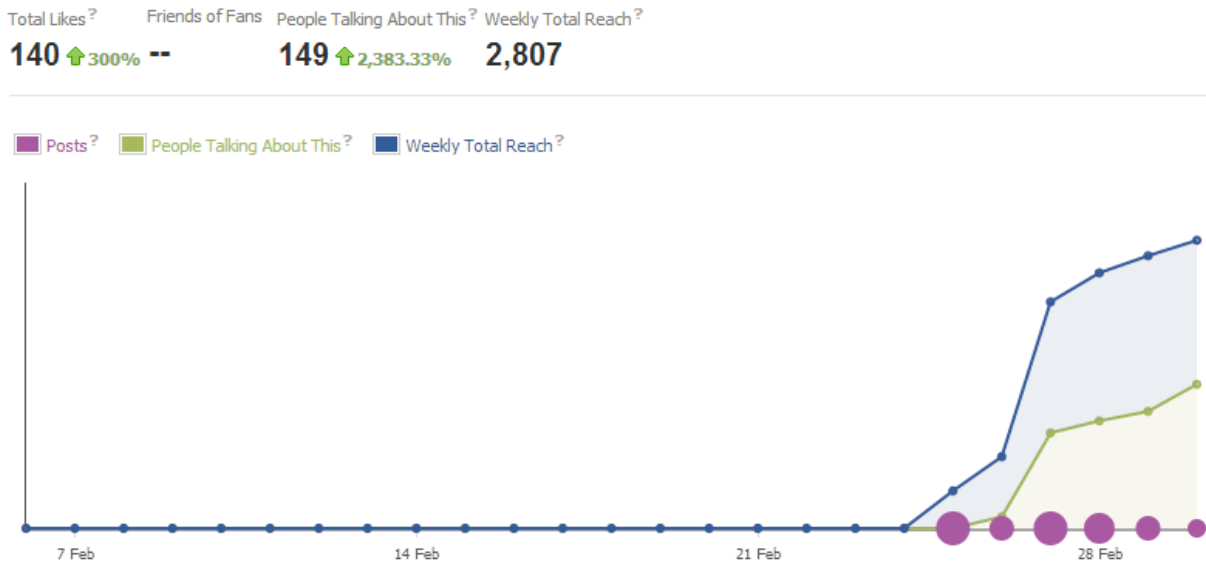 Total Likes? Friends of Fans People Talking About This? Weekly Total Reach?
140 300% -- 149 2,383.33% 2,807
Posts? People Talking About This? Weekly Total Reach?
7 Feb 14 Feb 21 Feb 28 Feb